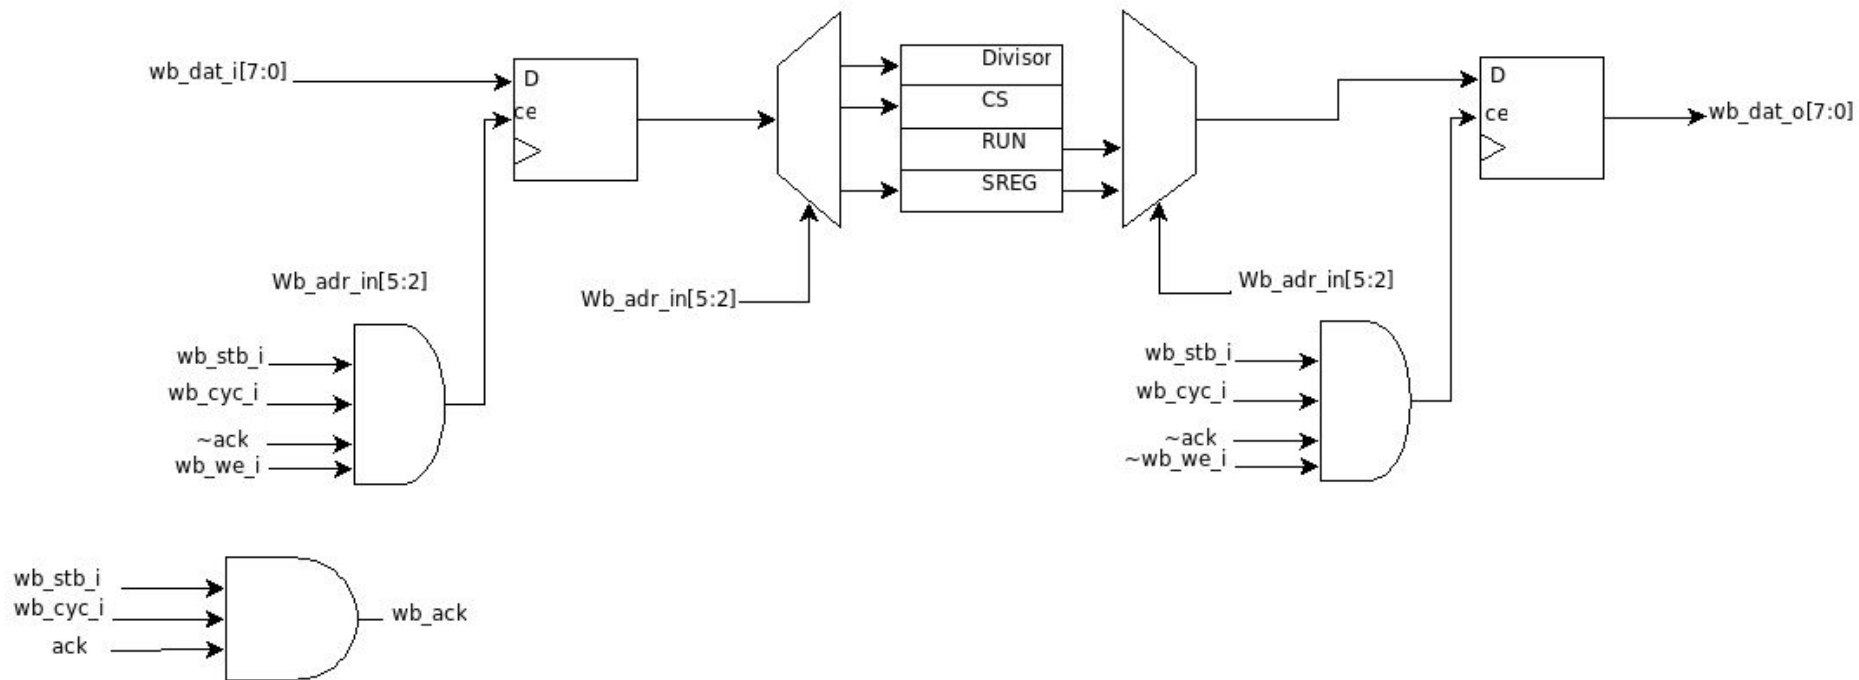 wb_dat_i[7:0]
D
ce
Divisor
CS
RUN
SREG
D
ce
wb_dat_o[7:0]
Wb_adr_in[5:2]
Wb_adr_in[5:2]
Wb_adr_in[5:2]
wb_stb_i
wb_cyc_i
~ack
wb_we_i
wb_stb_i
wb_cyc_i
~ack
~wb_we_i
wb_stb_i
wb_cyc_i
ack
wb_ack